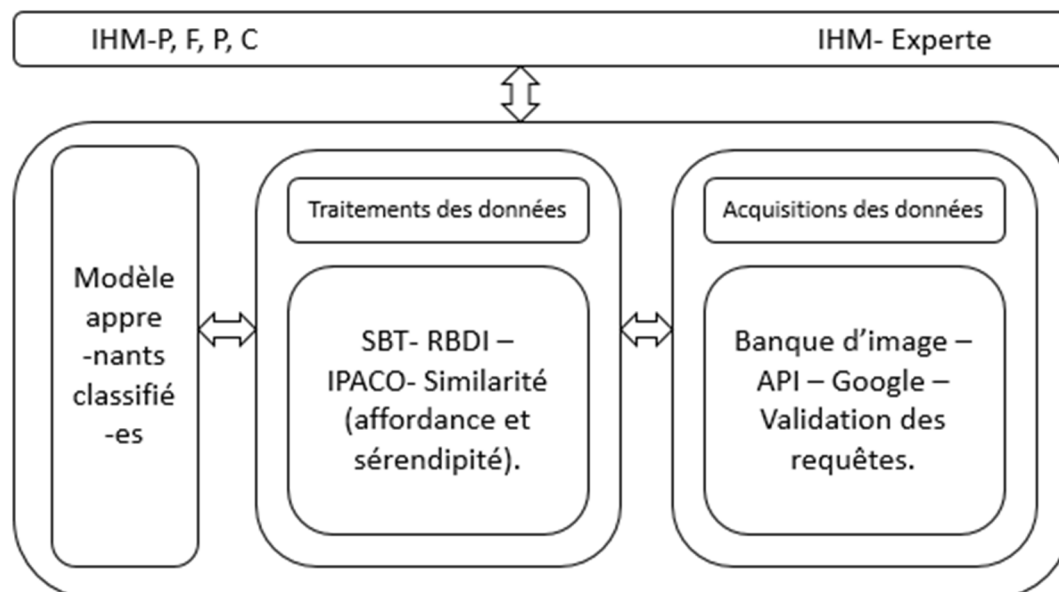 IHM-P, F, P, C
IHM- Experte
Modèle
appre
-nants
classifié
-es
Traitements des données
SBT- RBDI –
IPACO- Similarité
(affordance et
sérendipité).
Acquisitions des données
Banque d’image –
API – Google –
Validation des
requêtes.